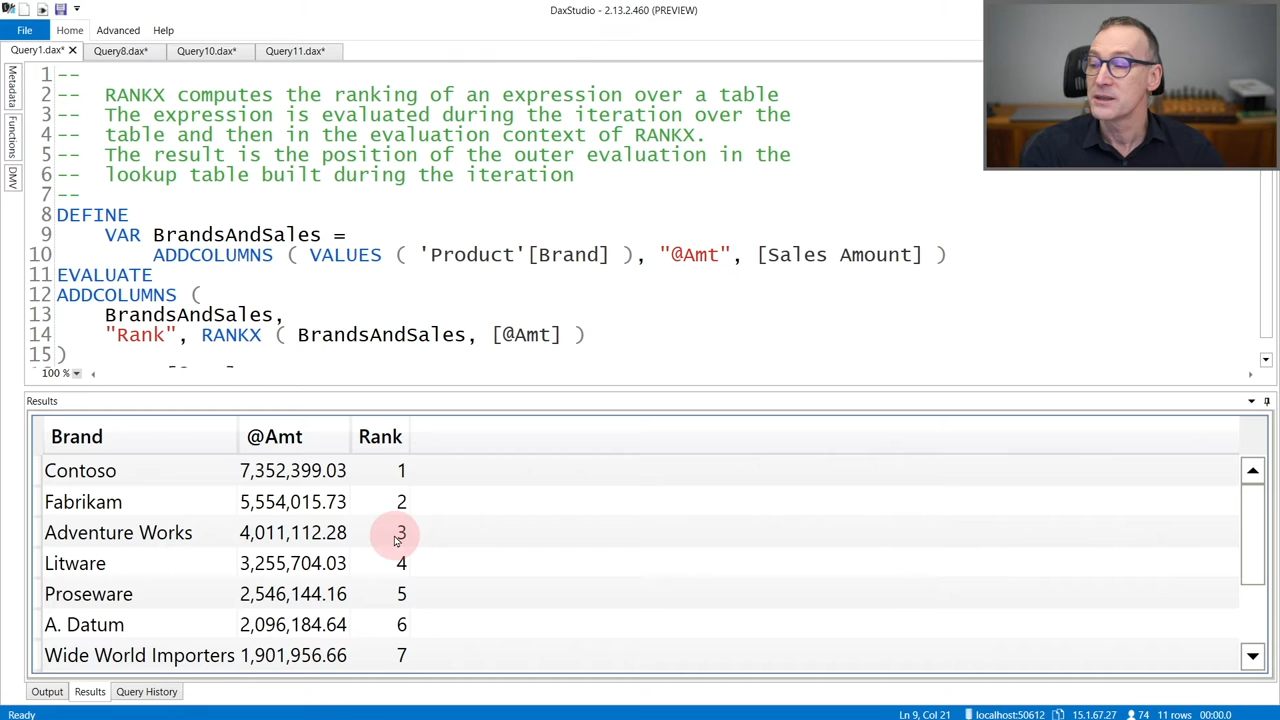 DaxStudio - 2.13.2.460 (PREVIEW)
File Home Advanced Help
Query1.dax* Query8.dax* Query10.dax* Query11.dax*
Metadata
Functions
DMV
1 --
2 -- RANKX computes the ranking of an expression over a table
3 -- The expression is evaluated during the iteration over the
4 -- table and then in the evaluation context of RANKX.
5 -- The result is the position of the outer evaluation in the
6 -- lookup table built during the iteration
7 --
8 DEFINE
9 VAR BrandsAndSales =
10 ADDCOLUMNS ( VALUES ( 'Product'[Brand] ), "@Amt", [Sales Amount] )
11 EVALUATE
12 ADDCOLUMNS (
13 BrandsAndSales,
14 "Rank", RANKX ( BrandsAndSales, [@Amt] )
15 )
100 %
Results
Brand @Amt Rank
Contoso 7,352,399.03 1
Fabrikam 5,554,015.73 2
Adventure Works 4,011,112.28 3
Litware 3,255,704.03 4
Proseware 2,546,144.16 5
A. Datum 2,096,184.64 6
Wide World Importers 1,901,956.66 7
Output Results Query History
Ready Ln 9, Col 21 localhost:50612 15.1.67.27 74 11 rows 00:00.0